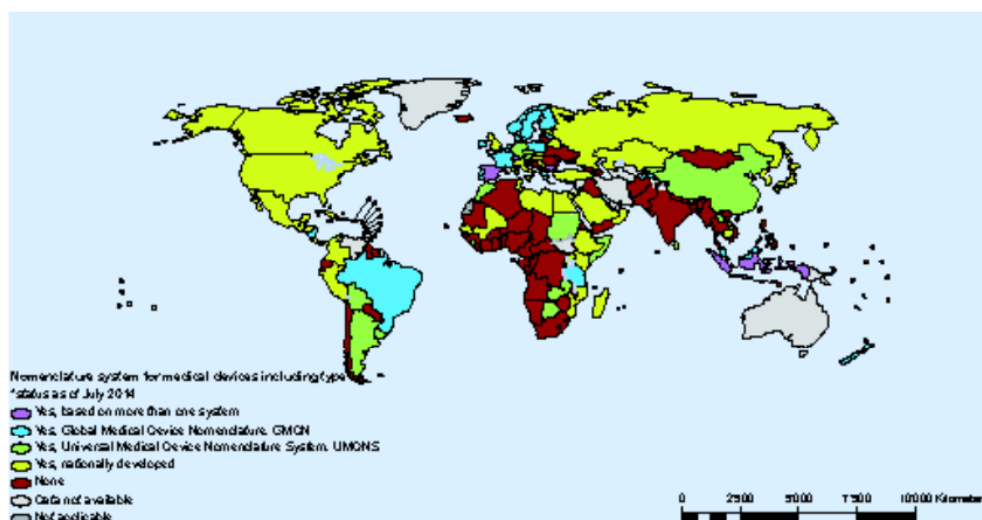 Nomenclature system for medical devices including type
*status as of July 2014
Yes, based on more than one system
Yes, Global Medical Device Nomenclature, GMDN
Yes, Universal Medical Device Nomenclature System, UMDNS
Yes, nationally developed
None
Data not available
Not applicable
0 2500 5000 7500 10000 Kilometer